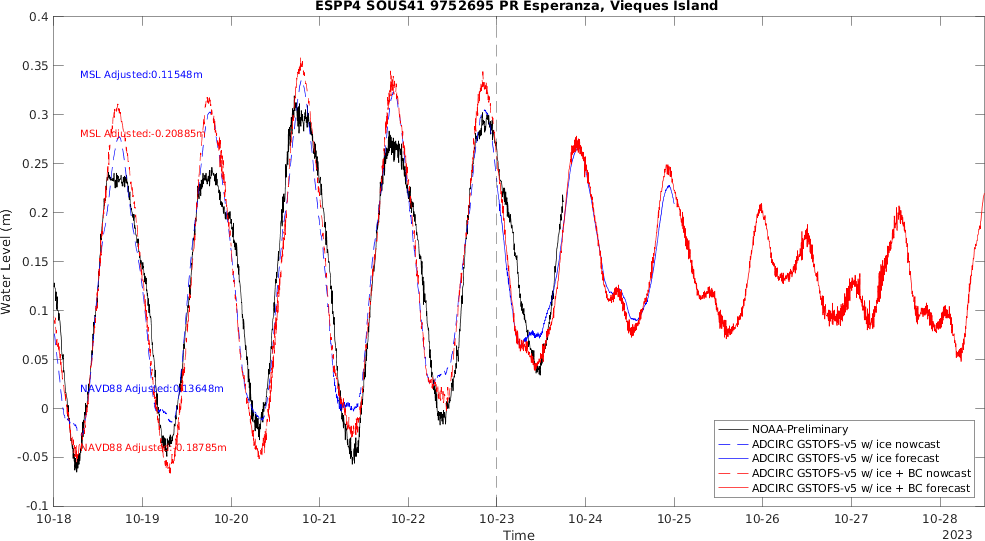 ESPP4 SOUS41 9752695 PR Esperanza, Vieques Island
0.4
0.35
0.3
0.25
0.2
0.15
0.1
0.05
0
-0.05
-0.1
Water Level (m)
MSL Adjusted:0.11548m
MSL Adjusted:-0.20885m
NAVD88 Adjusted:0.13648m
NAVD88 Adjusted:-0.18785m
NOAA-Preliminary
ADCIRC GSTOFS-v5 w/ ice nowcast
ADCIRC GSTOFS-v5 w/ ice forecast
ADCIRC GSTOFS-v5 w/ ice + BC nowcast
ADCIRC GSTOFS-v5 w/ ice + BC forecast
10-18 10-19 10-20 10-21 10-22 10-23 10-24 10-25 10-26 10-27 10-28
2023
Time